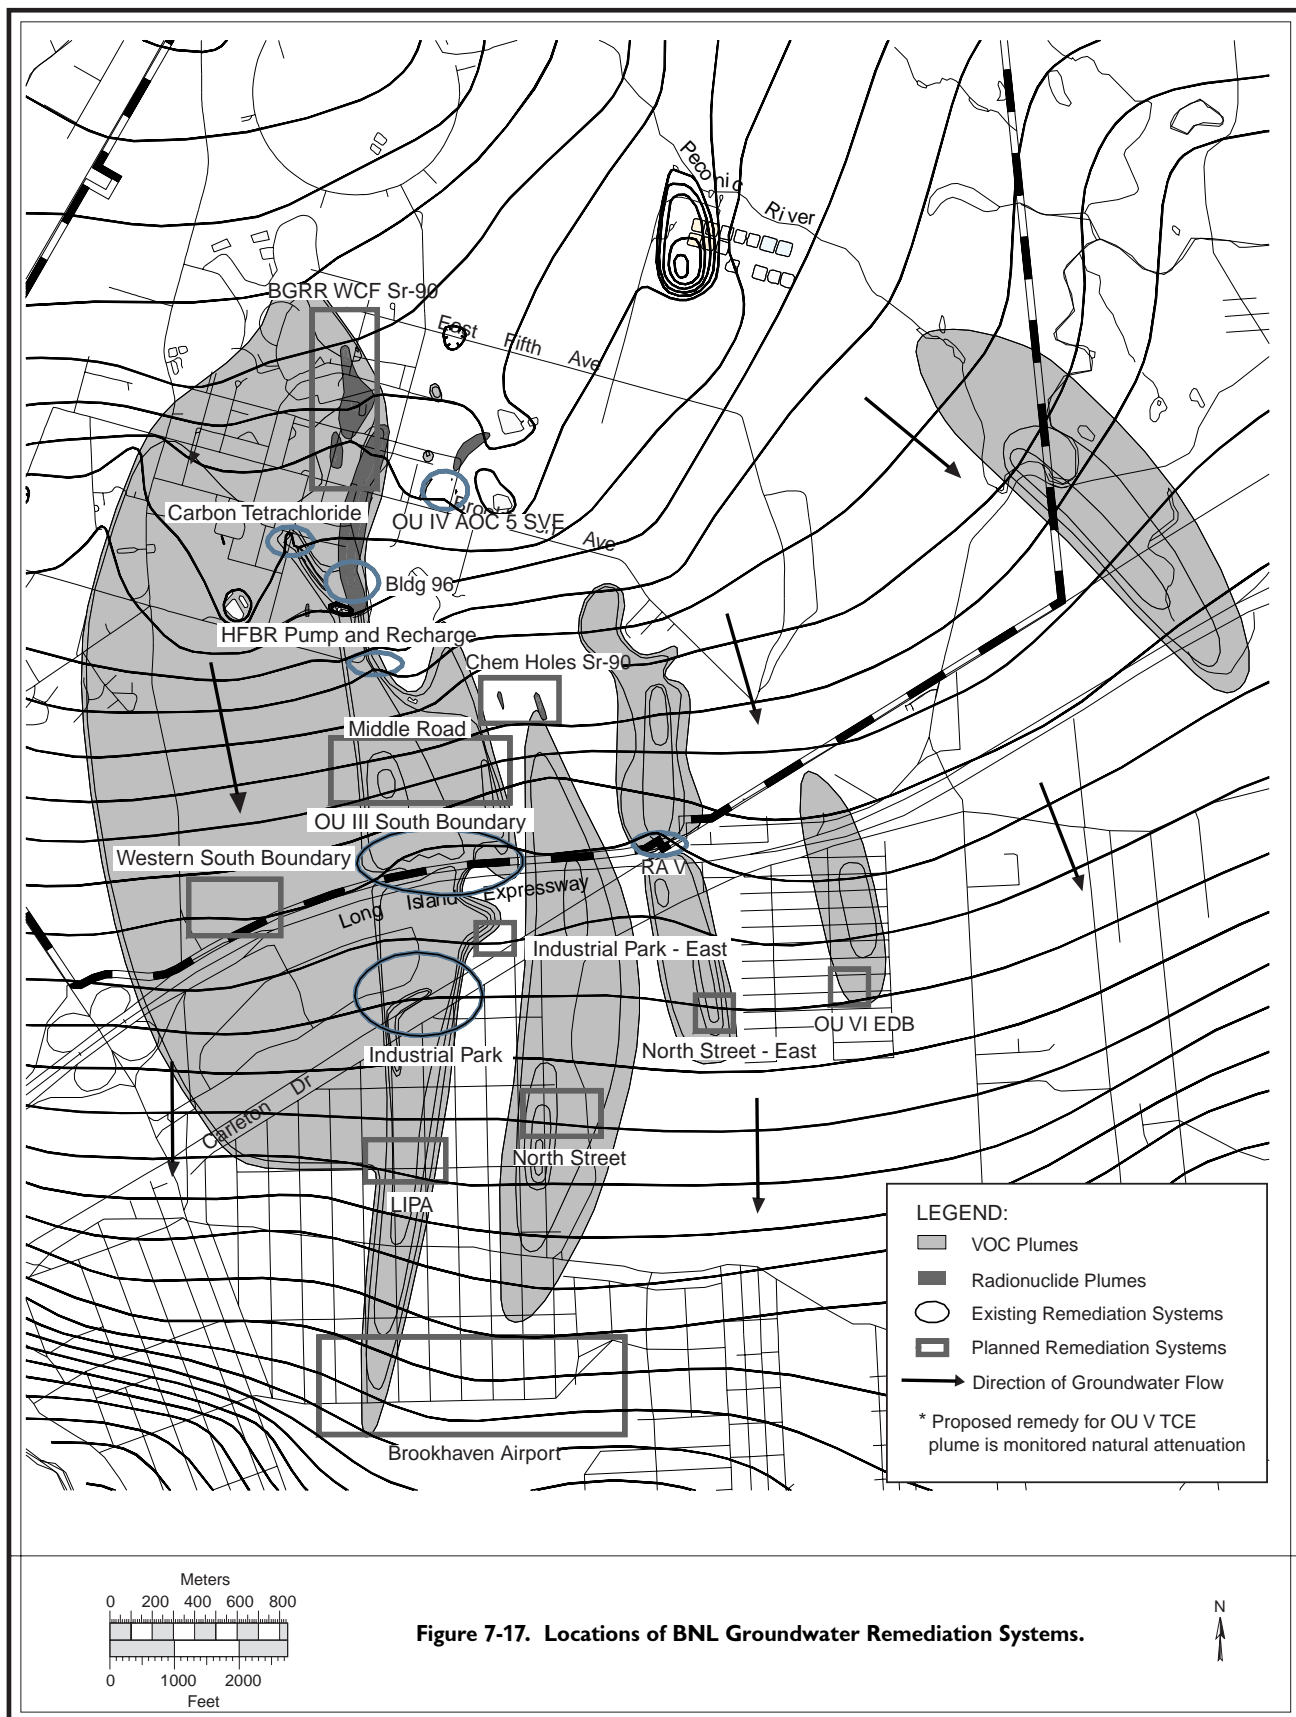 Peconic
River
BGRR WCF Sr-90
East Fifth Ave
Carbon Tetrachloride
OU IV AOC 5 SVE
Ave
Bldg 96
HFBR Pump and Recharge
Chem Holes Sr-90
Middle Road
OU III South Boundary
Western South Boundary
RA V
Long Island Expressway
Industrial Park - East
OU VI EDB
North Street - East
Industrial Park
Carleton Dr
North Street
LIPA
Brookhaven Airport
LEGEND:
VOC Plumes
Radionuclide Plumes
Existing Remediation Systems
Planned Remediation Systems
Direction of Groundwater Flow
* Proposed remedy for OU V TCE
plume is monitored natural attenuation
Meters
0 200 400 600 800
0 1000 2000
Feet
Figure 7-17. Locations of BNL Groundwater Remediation Systems.
N